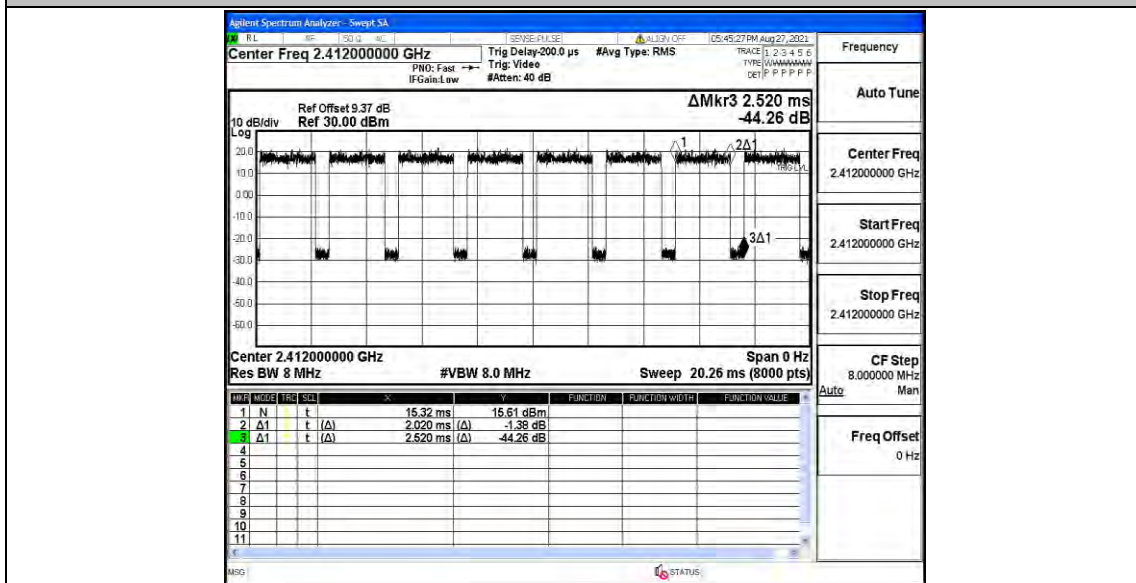 Agilent Spectrum Analyzer - Swept SA
RL RF 50 Ω AC SENSE:PULSE ALIGN OFF 05:45:27 PM Aug 27, 2021
Center Freq 2.412000000 GHz
PNO: Fast
IFGain:Low
Trig Delay-200.0 µs
Trig: Video
#Atten: 40 dB
#Avg Type: RMS
TRACE 1 2 3 4 5 6
TYPE
DET P P P P P P
Frequency
Auto Tune
Center Freq
2.412000000 GHz
Start Freq
2.412000000 GHz
Stop Freq
2.412000000 GHz
CF Step
8.000000 MHz
Auto Man
Freq Offset
0 Hz
ΔMkr3 2.520 ms
-44.26 dB
Ref Offset 9.37 dB
10 dB/div Ref 30.00 dBm
Log
20.0
10.0
0.00
-10.0
-20.0
-30.0
-40.0
-50.0
-60.0
1
2Δ1
TRIG LVL
3Δ1
Center 2.412000000 GHz Span 0 Hz
Res BW 8 MHz #VBW 8.0 MHz Sweep 20.26 ms (8000 pts)
MKR MODE TRC SCL X Y FUNCTION FUNCTION WIDTH FUNCTION VALUE
1 N t 15.32 ms 15.61 dBm
2 Δ1 t (Δ) 2.020 ms (Δ) -1.38 dB
3 Δ1 t (Δ) 2.520 ms (Δ) -44.26 dB
4
5
6
7
8
9
10
11
MSG STATUS